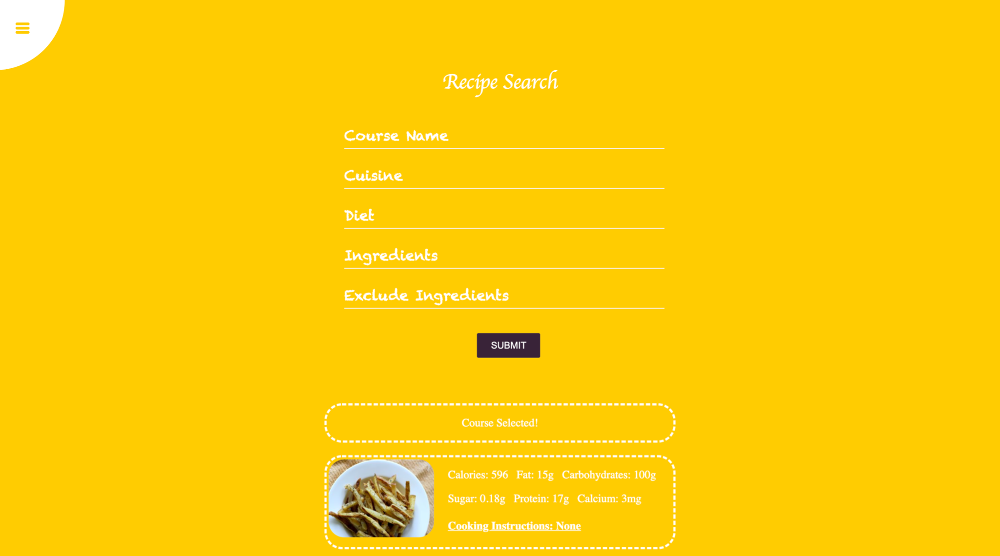 Recipe Search
Course Name
Cuisine
Diet
Ingredients
Exclude Ingredients
SUBMIT
Course Selected!
Calories: 596 Fat: 15g Carbohydrates: 100g
Sugar: 0.18g Protein: 17g Calcium: 3mg
Cooking Instructions: None